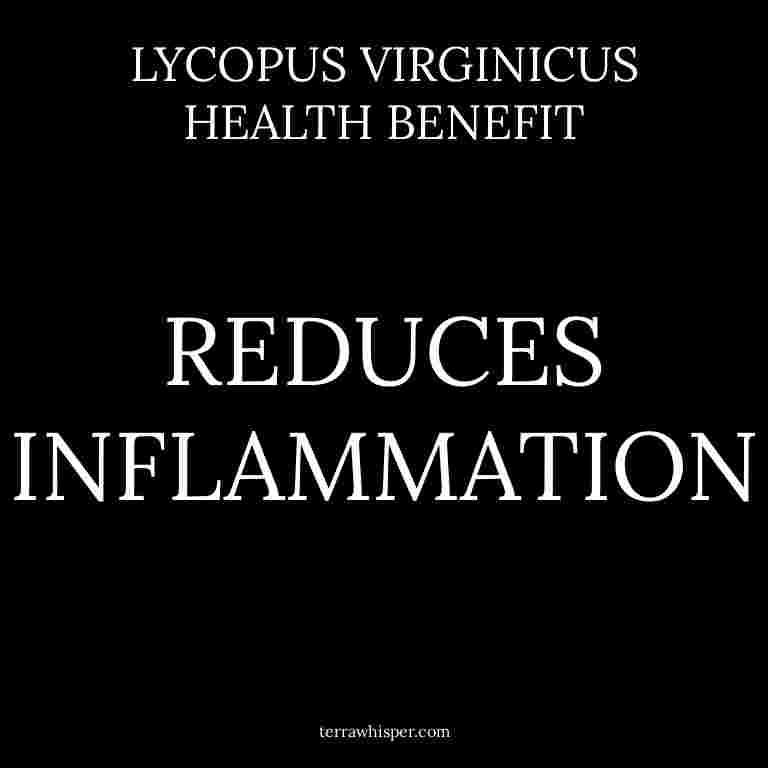 LYCOPUS VIRGINICUS
HEALTH BENEFIT
REDUCES
INFLAMMATION
terrawhisper.com